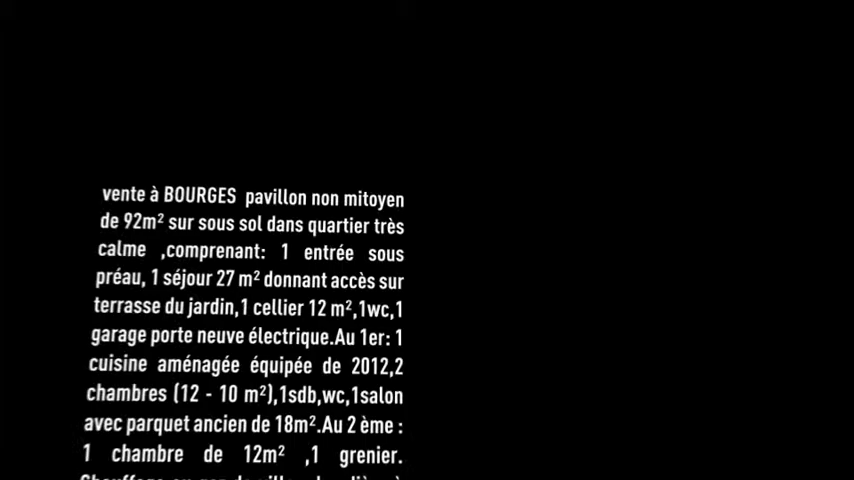 vente à BOURGES pavillon non mitoyen
de 92m² sur sous sol dans quartier très
calme ,comprenant: 1 entrée sous
préau, 1 séjour 27 m² donnant accès sur
terrasse du jardin,1 cellier 12 m²,1wc,1
garage porte neuve électrique.Au 1er: 1
cuisine aménagée équipée de 2012,2
chambres (12 - 10 m²),1sdb,wc,1salon
avec parquet ancien de 18m².Au 2 ème :
1 chambre de 12m² ,1 grenier.